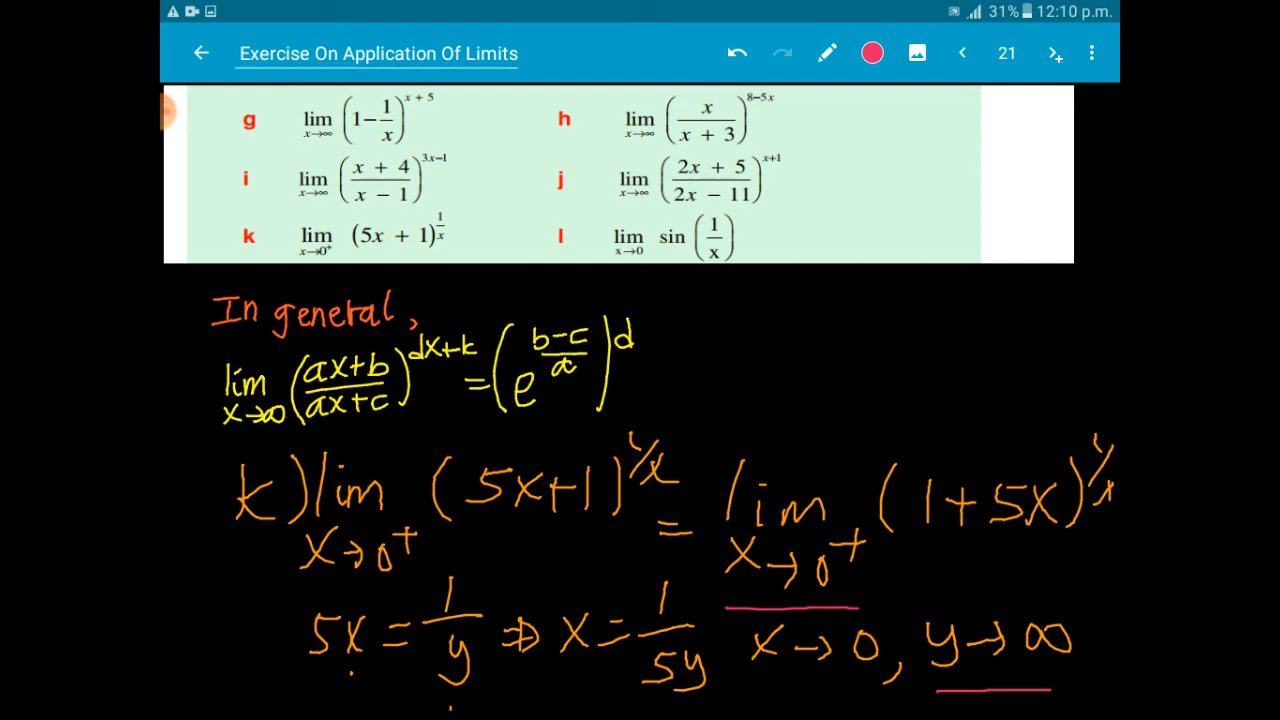 31% 12:10 p.m.
Exercise On Application Of Limits 21
g lim x→∞ (1−1/x)^(x + 5) h lim x→∞ (x/(x + 3))^(8−5x)
i lim x→∞ ((x + 4)/(x − 1))^(3x−1) j lim x→∞ ((2x + 5)/(2x − 11))^(x+1)
k lim x→0⁺ (5x + 1)^(1/x) l lim x→0 sin (1/x)
In general,
lim x→∞ ((ax+b)/(ax+c))^(dx+k) = (e^((b−c)/a))^d
k) lim x→0⁺ (5x+1)^(1/x) = lim x→0⁺ (1+5x)^(1/x)
5x = 1/y ⇒ x = 1/5y x→0, y→∞